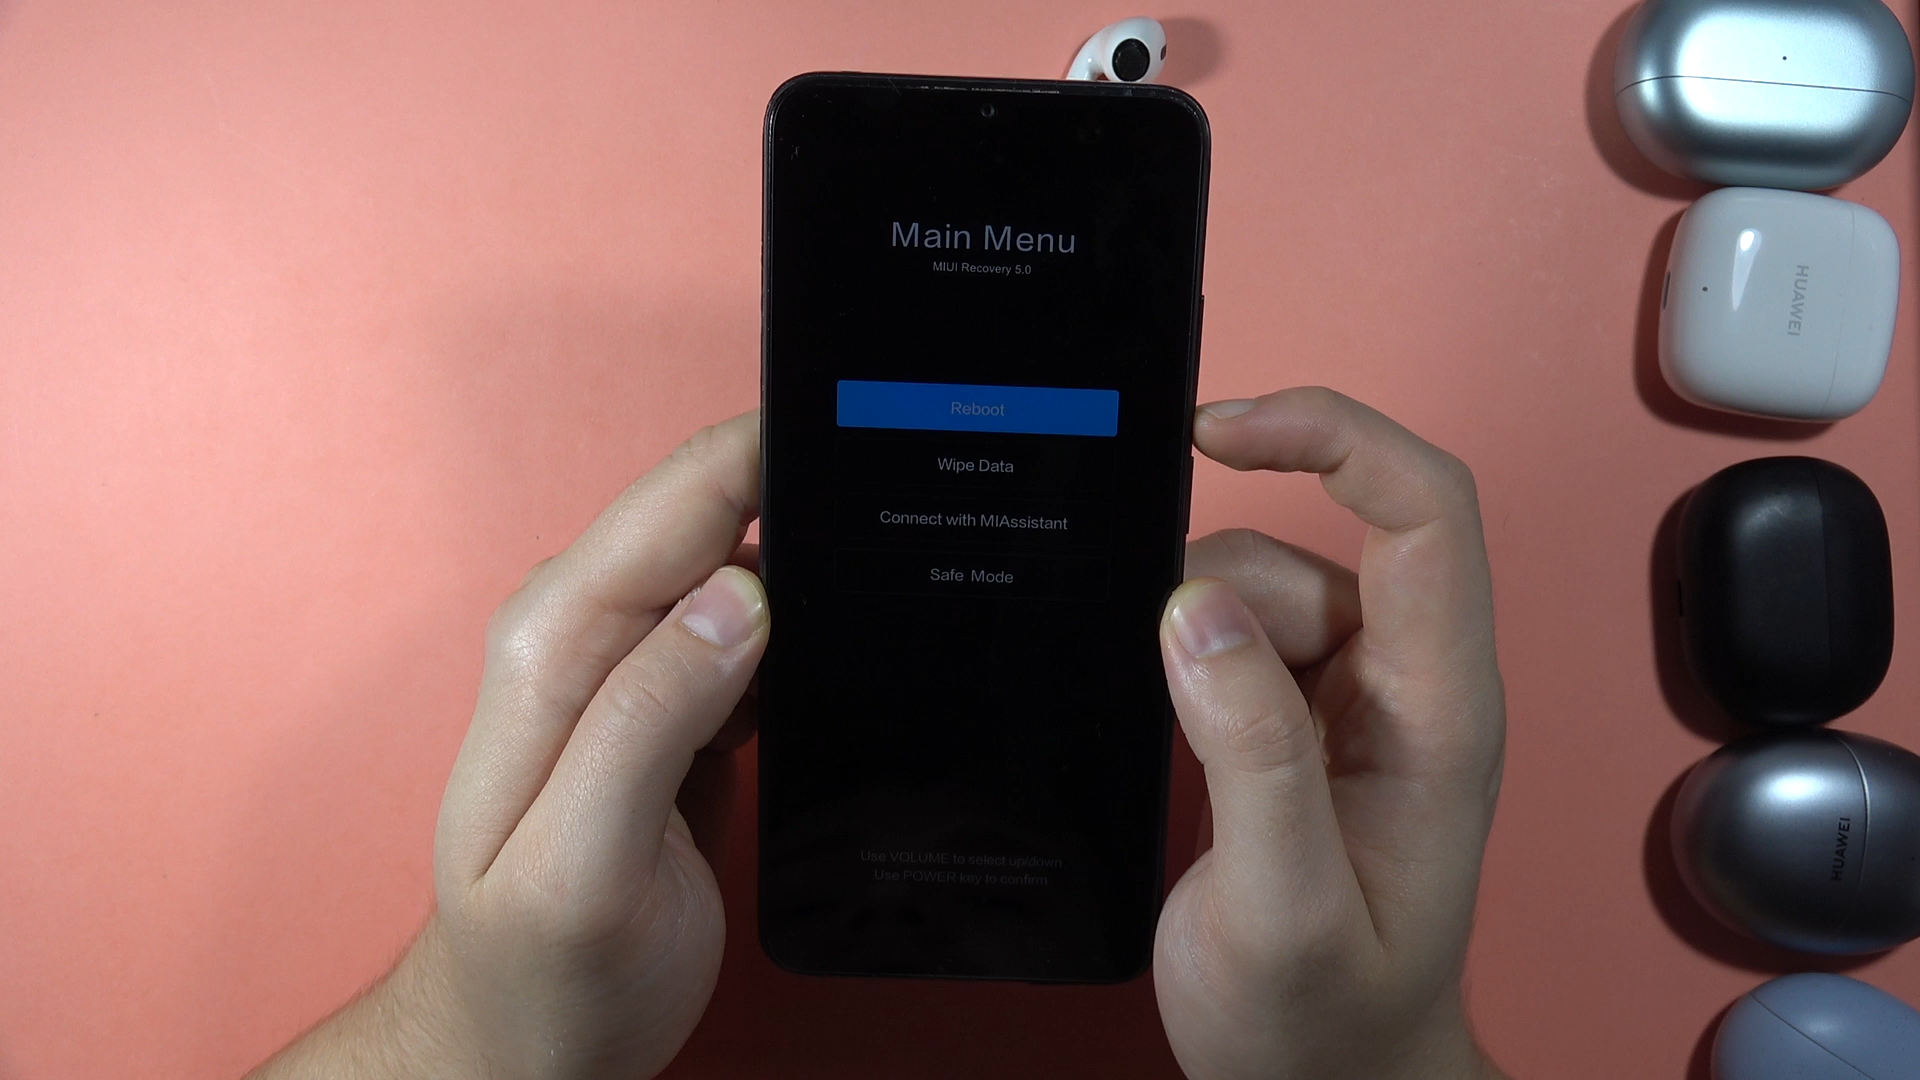 Main Menu
MIUI Recovery 5.0
Reboot
Wipe Data
Connect with MIAssistant
Safe Mode
Use VOLUME to select up/down
Use POWER key to confirm
HUAWEI
HUAWEI